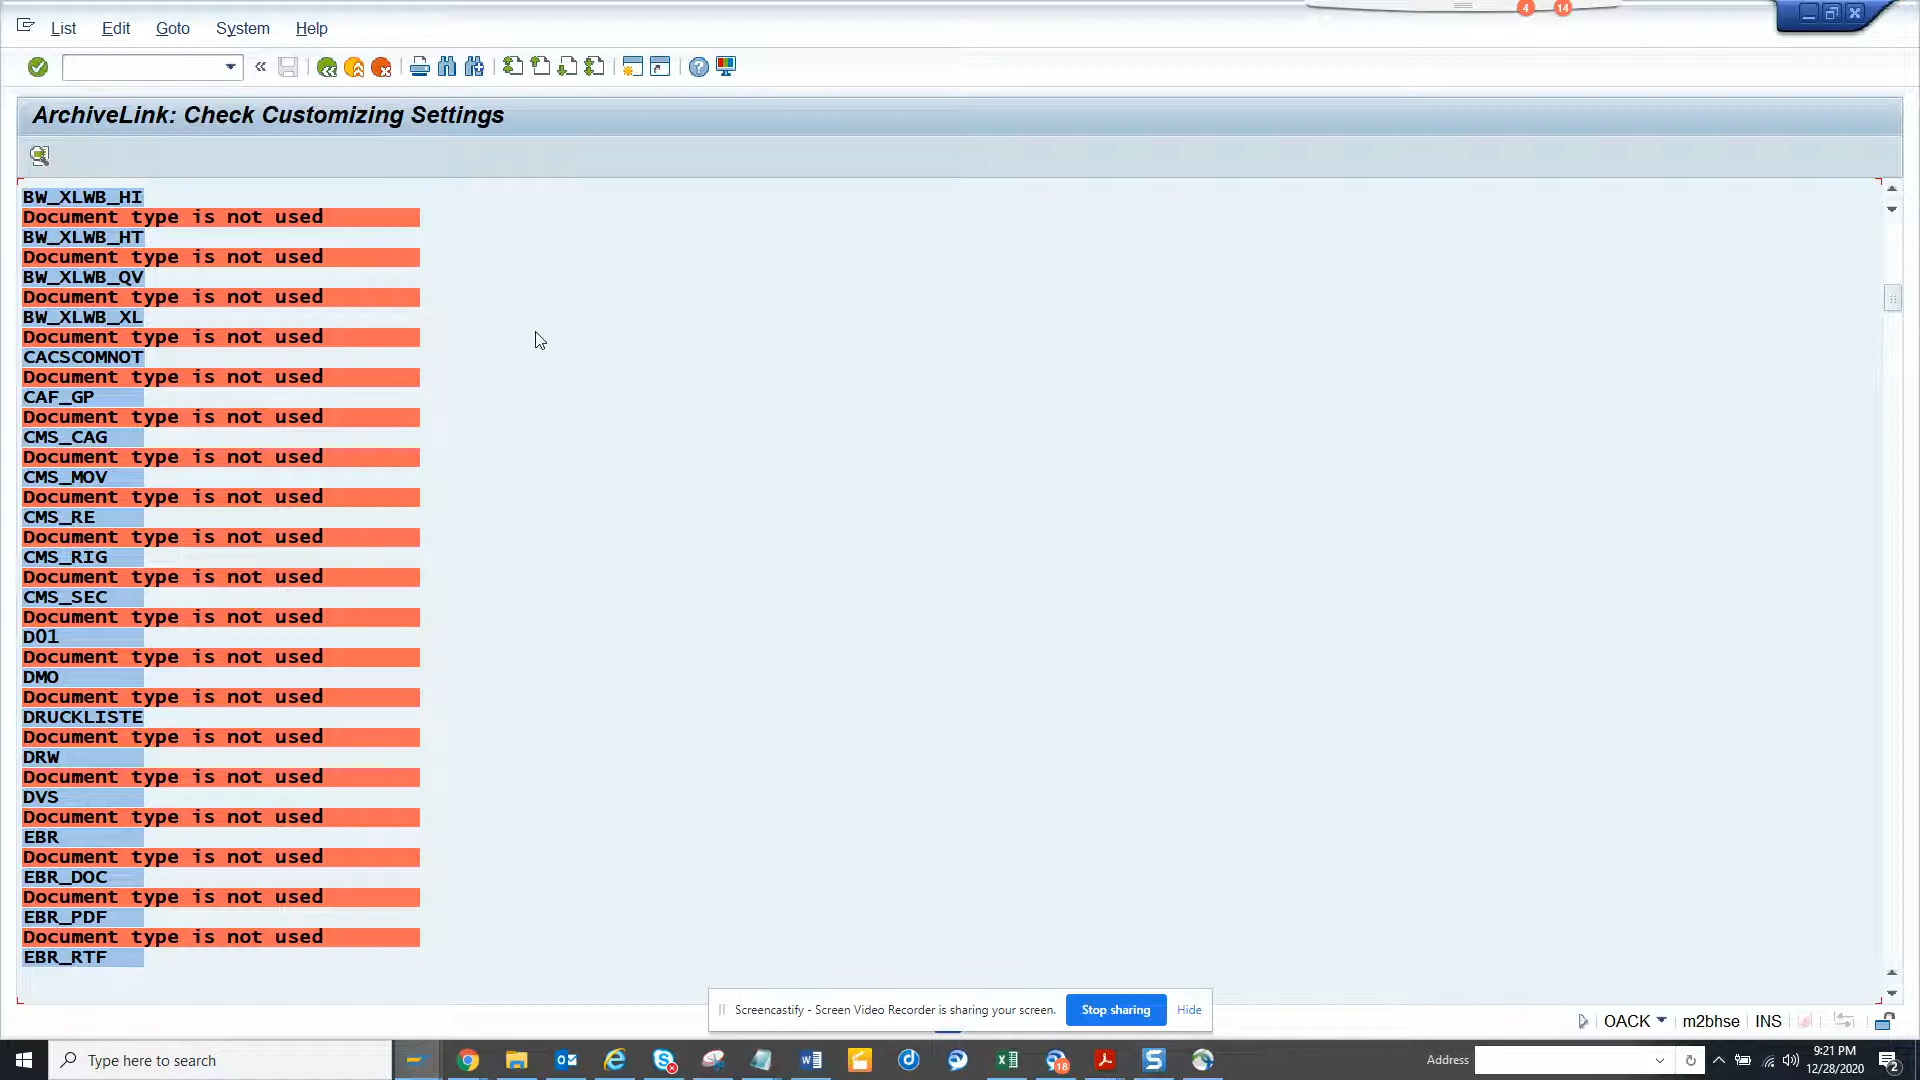 List Edit Goto System Help
4 14
ArchiveLink: Check Customizing Settings
BW_XLWB_HI
Document type is not used
BW_XLWB_HT
Document type is not used
BW_XLWB_QV
Document type is not used
BW_XLWB_XL
Document type is not used
CACSCOMNOT
Document type is not used
CAF_GP
Document type is not used
CMS_CAG
Document type is not used
CMS_MOV
Document type is not used
CMS_RE
Document type is not used
CMS_RIG
Document type is not used
CMS_SEC
Document type is not used
D01
Document type is not used
DMO
Document type is not used
DRUCKLISTE
Document type is not used
DRW
Document type is not used
DVS
Document type is not used
EBR
Document type is not used
EBR_DOC
Document type is not used
EBR_PDF
Document type is not used
EBR_RTF
Screencastify - Screen Video Recorder is sharing your screen. Stop sharing Hide
OACK m2bhse INS
Type here to search
18
Address
9:21 PM
12/28/2020
2